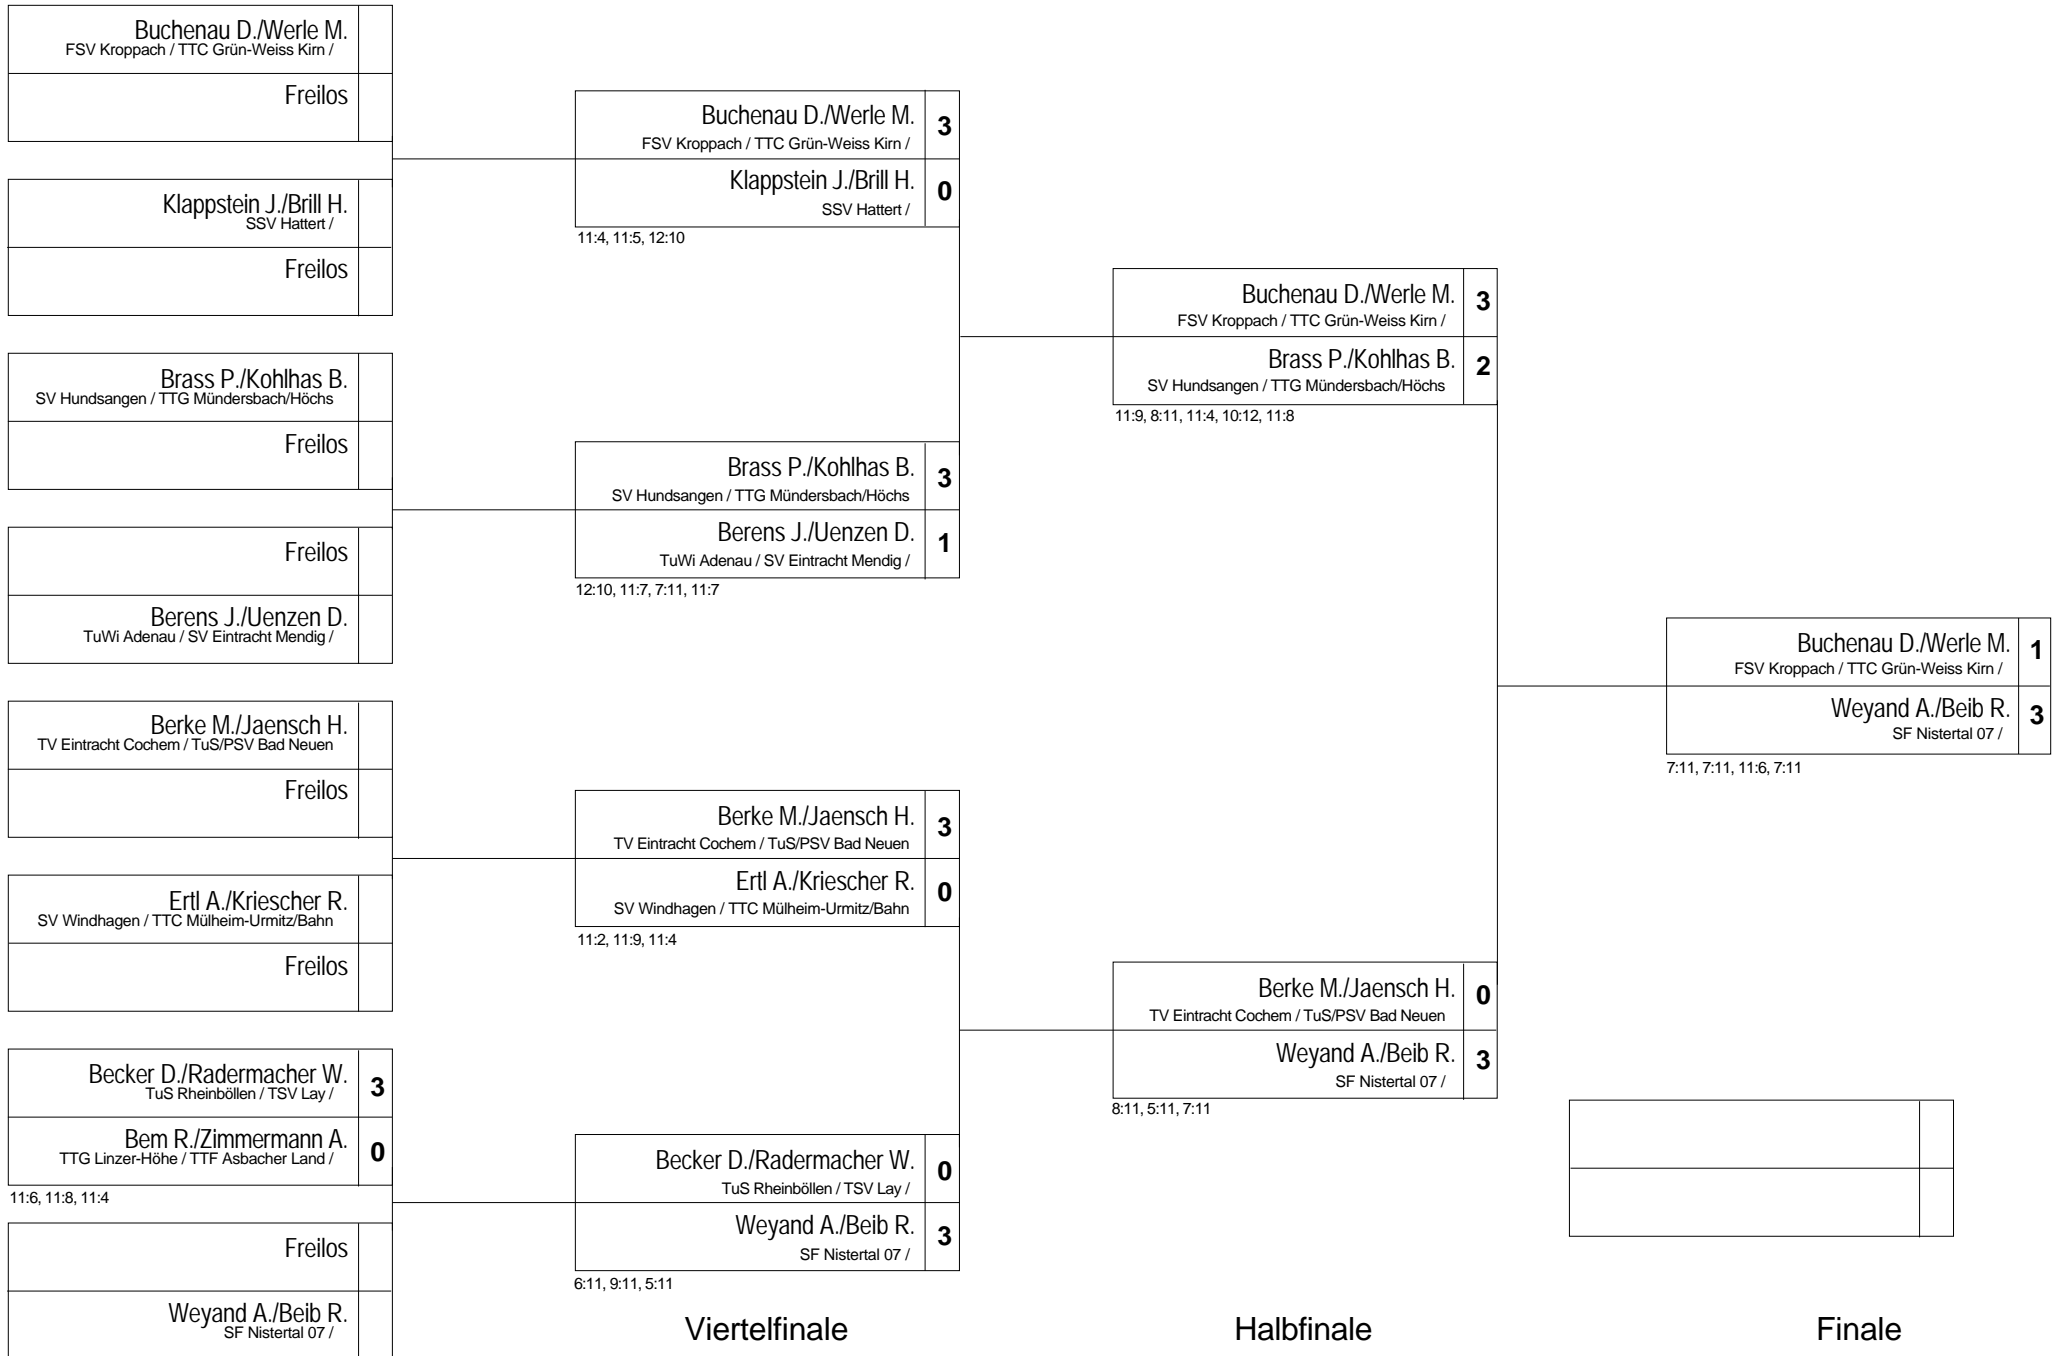 Buchenau D./Werle M.
FSV Kroppach / TTC Grün-Weiss Kirn /
Freilos
Klappstein J./Brill H.
SSV Hattert /
Freilos
Brass P./Kohlhas B.
SV Hundsangen / TTG Mündersbach/Höchs
Freilos
Freilos
Berens J./Uenzen D.
TuWi Adenau / SV Eintracht Mendig /
Berke M./Jaensch H.
TV Eintracht Cochem / TuS/PSV Bad Neuen
Freilos
Ertl A./Kriescher R.
SV Windhagen / TTC Mülheim-Urmitz/Bahn
Freilos
Becker D./Radermacher W. 3
TuS Rheinböllen / TSV Lay /
Bem R./Zimmermann A. 0
TTG Linzer-Höhe / TTF Asbacher Land /
11:6, 11:8, 11:4
Freilos
Weyand A./Beib R.
SF Nistertal 07 /
Buchenau D./Werle M. 3
FSV Kroppach / TTC Grün-Weiss Kirn /
Klappstein J./Brill H. 0
SSV Hattert /
11:4, 11:5, 12:10
Brass P./Kohlhas B. 3
SV Hundsangen / TTG Mündersbach/Höchs
Berens J./Uenzen D. 1
TuWi Adenau / SV Eintracht Mendig /
12:10, 11:7, 7:11, 11:7
Berke M./Jaensch H. 3
TV Eintracht Cochem / TuS/PSV Bad Neuen
Ertl A./Kriescher R. 0
SV Windhagen / TTC Mülheim-Urmitz/Bahn
11:2, 11:9, 11:4
Becker D./Radermacher W. 0
TuS Rheinböllen / TSV Lay /
Weyand A./Beib R. 3
SF Nistertal 07 /
6:11, 9:11, 5:11
Viertelfinale
Buchenau D./Werle M. 3
FSV Kroppach / TTC Grün-Weiss Kirn /
Brass P./Kohlhas B. 2
SV Hundsangen / TTG Mündersbach/Höchs
11:9, 8:11, 11:4, 10:12, 11:8
Berke M./Jaensch H. 0
TV Eintracht Cochem / TuS/PSV Bad Neuen
Weyand A./Beib R. 3
SF Nistertal 07 /
8:11, 5:11, 7:11
Halbfinale
Buchenau D./Werle M. 1
FSV Kroppach / TTC Grün-Weiss Kirn /
Weyand A./Beib R. 3
SF Nistertal 07 /
7:11, 7:11, 11:6, 7:11
Finale